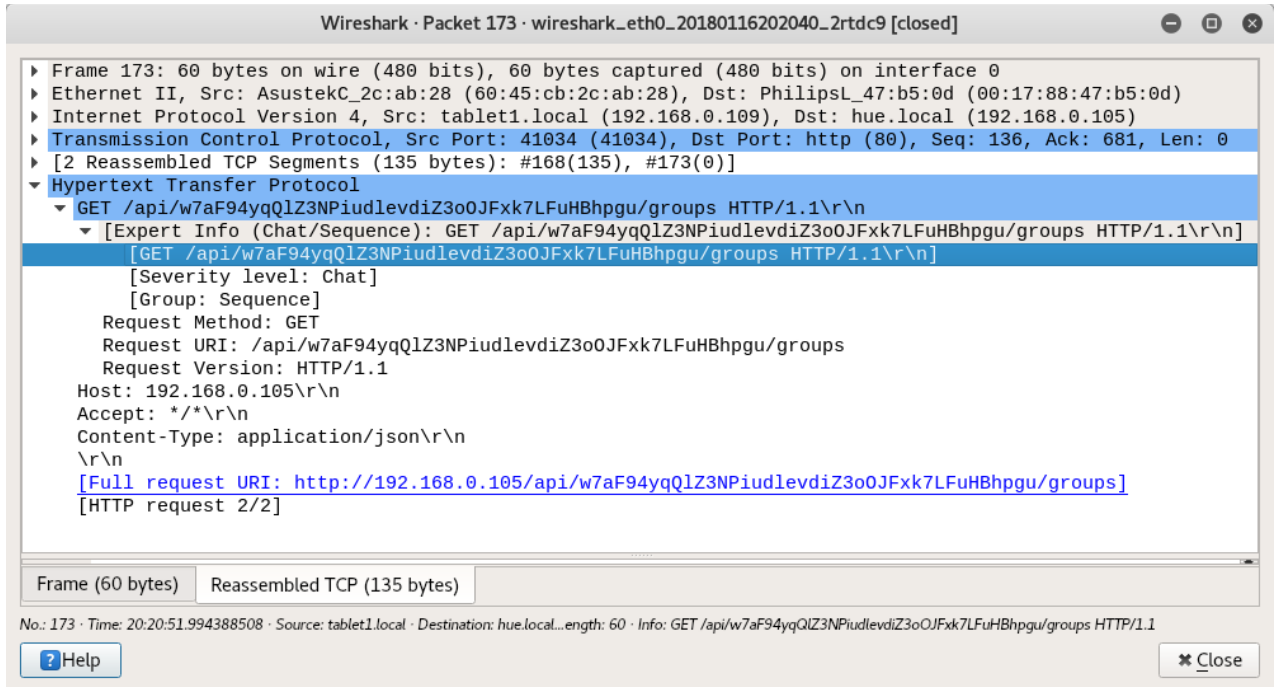 Wireshark · Packet 173 · wireshark_eth0_20180116202040_2rtdc9 [closed]
Frame 173: 60 bytes on wire (480 bits), 60 bytes captured (480 bits) on interface 0
Ethernet II, Src: AsustekC_2c:ab:28 (60:45:cb:2c:ab:28), Dst: PhilipsL_47:b5:0d (00:17:88:47:b5:0d)
Internet Protocol Version 4, Src: tablet1.local (192.168.0.109), Dst: hue.local (192.168.0.105)
Transmission Control Protocol, Src Port: 41034 (41034), Dst Port: http (80), Seq: 136, Ack: 681, Len: 0
[2 Reassembled TCP Segments (135 bytes): #168(135), #173(0)]
Hypertext Transfer Protocol
GET /api/w7aF94yqQlZ3NPiudlevdiZ3oOJFxk7LFuHBhpgu/groups HTTP/1.1\r\n
[Expert Info (Chat/Sequence): GET /api/w7aF94yqQlZ3NPiudlevdiZ3oOJFxk7LFuHBhpgu/groups HTTP/1.1\r\n]
[GET /api/w7aF94yqQlZ3NPiudlevdiZ3oOJFxk7LFuHBhpgu/groups HTTP/1.1\r\n]
[Severity level: Chat]
[Group: Sequence]
Request Method: GET
Request URI: /api/w7aF94yqQlZ3NPiudlevdiZ3oOJFxk7LFuHBhpgu/groups
Request Version: HTTP/1.1
Host: 192.168.0.105\r\n
Accept: */*\r\n
Content-Type: application/json\r\n
\r\n
[Full request URI: http://192.168.0.105/api/w7aF94yqQlZ3NPiudlevdiZ3oOJFxk7LFuHBhpgu/groups]
[HTTP request 2/2]
Frame (60 bytes) Reassembled TCP (135 bytes)
No.: 173 · Time: 20:20:51.994388508 · Source: tablet1.local · Destination: hue.local...ength: 60 · Info: GET /api/w7aF94yqQlZ3NPiudlevdiZ3oOJFxk7LFuHBhpgu/groups HTTP/1.1
?Help Close